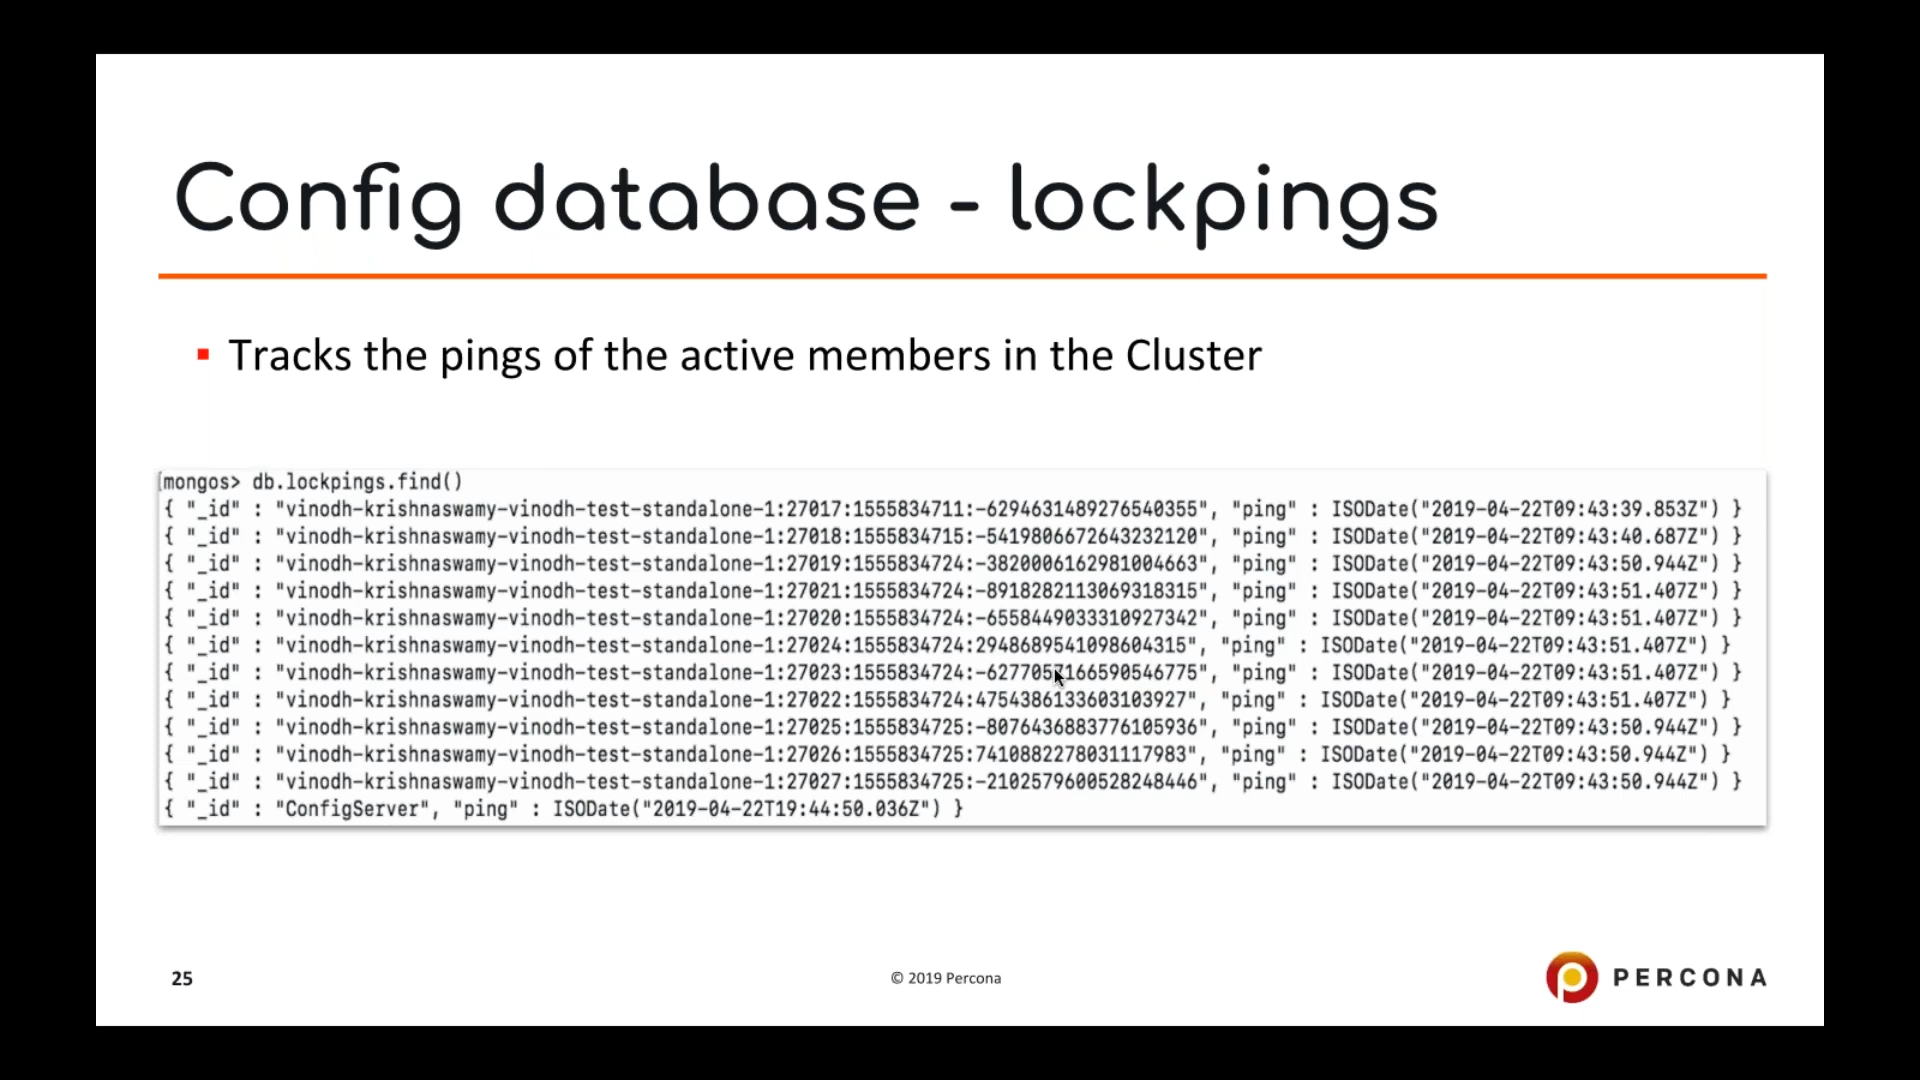 Config database - lockpings
▪ Tracks the pings of the active members in the Cluster
[mongos> db.lockpings.find()
{ "_id" : "vinodh-krishnaswamy-vinodh-test-standalone-1:27017:1555834711:-6294631489276540355", "ping" : ISODate("2019-04-22T09:43:39.853Z") }
{ "_id" : "vinodh-krishnaswamy-vinodh-test-standalone-1:27018:1555834715:-5419806672643232120", "ping" : ISODate("2019-04-22T09:43:40.687Z") }
{ "_id" : "vinodh-krishnaswamy-vinodh-test-standalone-1:27019:1555834724:-3820006162981004663", "ping" : ISODate("2019-04-22T09:43:50.944Z") }
{ "_id" : "vinodh-krishnaswamy-vinodh-test-standalone-1:27021:1555834724:-8918282113069318315", "ping" : ISODate("2019-04-22T09:43:51.407Z") }
{ "_id" : "vinodh-krishnaswamy-vinodh-test-standalone-1:27020:1555834724:-6558449033310927342", "ping" : ISODate("2019-04-22T09:43:51.407Z") }
{ "_id" : "vinodh-krishnaswamy-vinodh-test-standalone-1:27024:1555834724:2948689541098604315", "ping" : ISODate("2019-04-22T09:43:51.407Z") }
{ "_id" : "vinodh-krishnaswamy-vinodh-test-standalone-1:27023:1555834724:-6277057166590546775", "ping" : ISODate("2019-04-22T09:43:51.407Z") }
{ "_id" : "vinodh-krishnaswamy-vinodh-test-standalone-1:27022:1555834724:4754386133603103927", "ping" : ISODate("2019-04-22T09:43:51.407Z") }
{ "_id" : "vinodh-krishnaswamy-vinodh-test-standalone-1:27025:1555834725:-8076436883776105936", "ping" : ISODate("2019-04-22T09:43:50.944Z") }
{ "_id" : "vinodh-krishnaswamy-vinodh-test-standalone-1:27026:1555834725:7410882278031117983", "ping" : ISODate("2019-04-22T09:43:50.944Z") }
{ "_id" : "vinodh-krishnaswamy-vinodh-test-standalone-1:27027:1555834725:-2102579600528248446", "ping" : ISODate("2019-04-22T09:43:50.944Z") }
{ "_id" : "ConfigServer", "ping" : ISODate("2019-04-22T19:44:50.036Z") }
25
© 2019 Percona
PERCONA